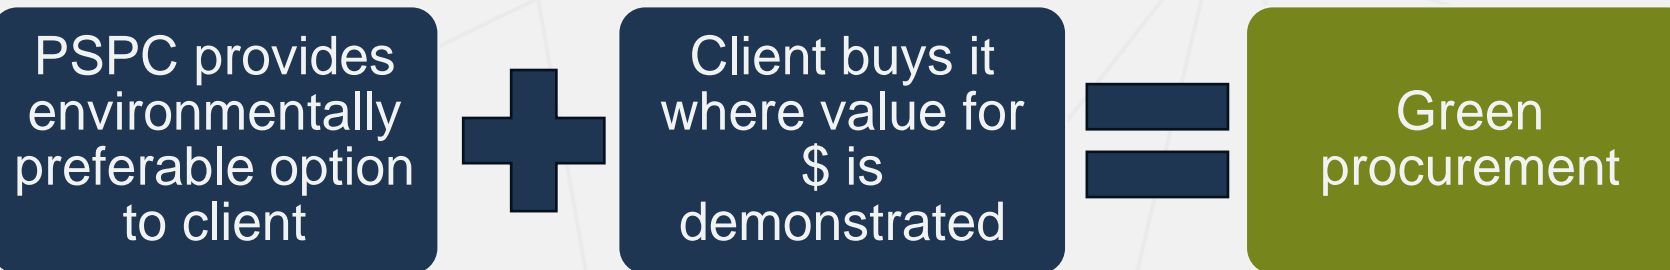 PSPC provides
environmentally
preferable option
to client
Client buys it
where value for
$ is
demonstrated
Green
procurement